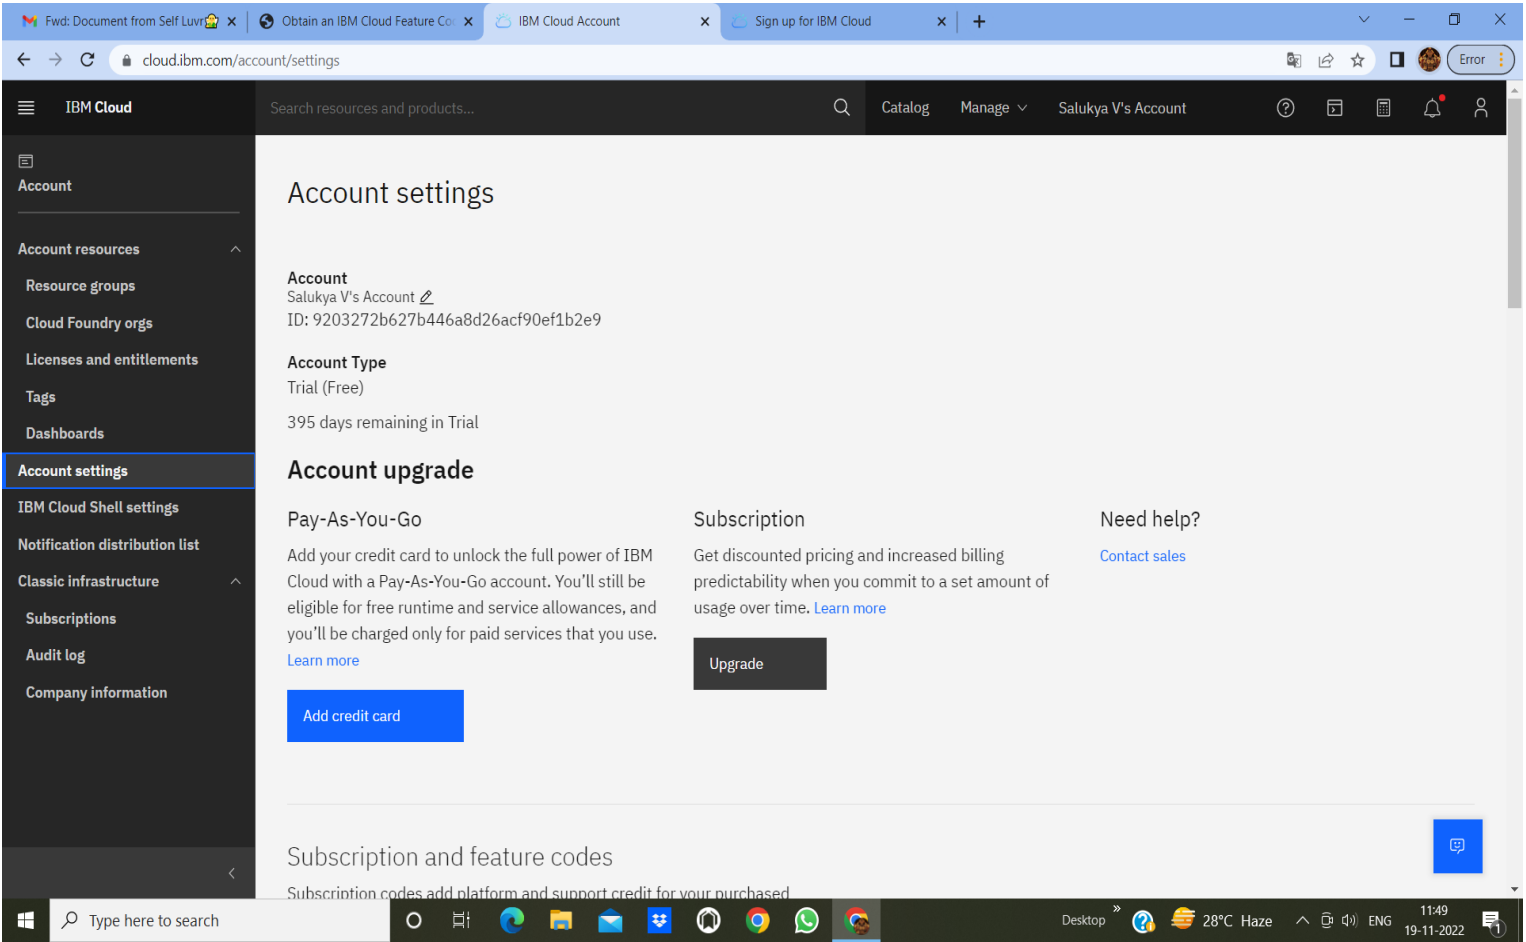 Fwd: Document from Self Luvr
Obtain an IBM Cloud Feature Co
IBM Cloud Account
Sign up for IBM Cloud
cloud.ibm.com/account/settings
Error
IBM Cloud
Search resources and products...
Catalog
Manage
Salukya V's Account
Account
Account resources
Resource groups
Cloud Foundry orgs
Licenses and entitlements
Tags
Dashboards
Account settings
IBM Cloud Shell settings
Notification distribution list
Classic infrastructure
Subscriptions
Audit log
Company information
Account settings
Account
Salukya V's Account
ID: 9203272b627b446a8d26acf90ef1b2e9
Account Type
Trial (Free)
395 days remaining in Trial
Account upgrade
Pay-As-You-Go
Add your credit card to unlock the full power of IBM
Cloud with a Pay-As-You-Go account. You’ll still be
eligible for free runtime and service allowances, and
you’ll be charged only for paid services that you use.
Learn more
Add credit card
Subscription
Get discounted pricing and increased billing
predictability when you commit to a set amount of
usage over time. Learn more
Upgrade
Need help?
Contact sales
Subscription and feature codes
Subscription codes add platform and support credit for your purchased
Type here to search
Desktop
28°C Haze
ENG
11:49
19-11-2022
1